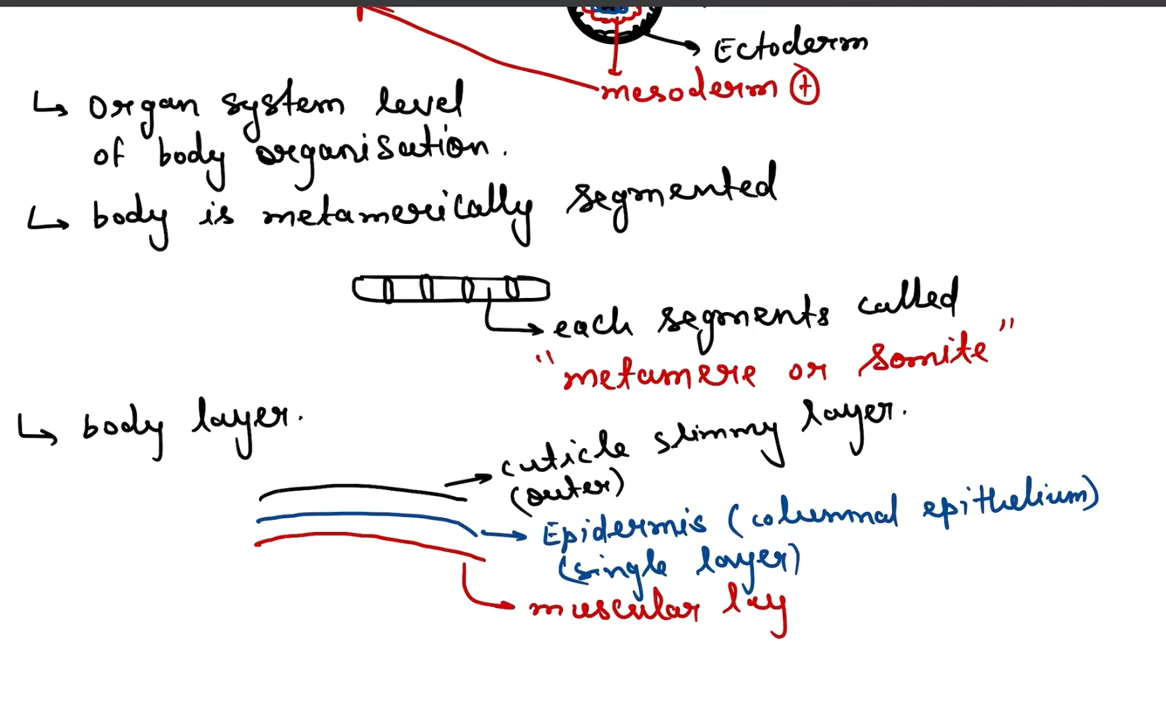 Ectoderm
mesoderm +
↳ organ system level
of body organisation.
↳ body is metamerically segmented
→ each segments called
"metamere or somite"
↳ body layer.
→ cuticle slimmy layer.
(outer)
→ Epidermis (columnal epithelium)
(single layer)
→ muscular lay